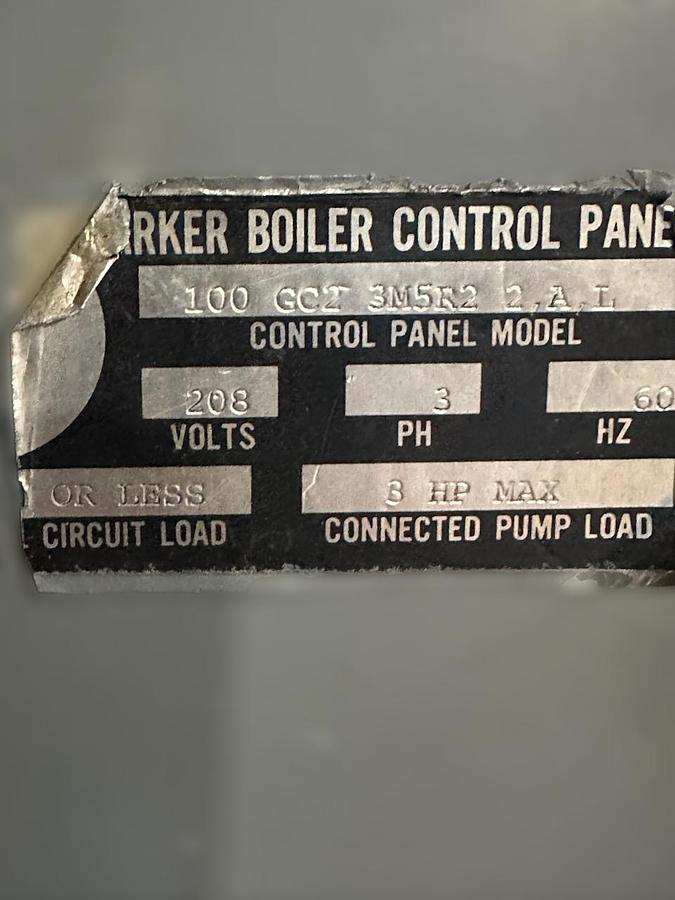 ARKER BOILER CONTROL PANE
100 GC2 3M5R2 2,A,L
CONTROL PANEL MODEL
208 3 60
VOLTS PH HZ
OR LESS 3 HP MAX
CIRCUIT LOAD CONNECTED PUMP LOAD